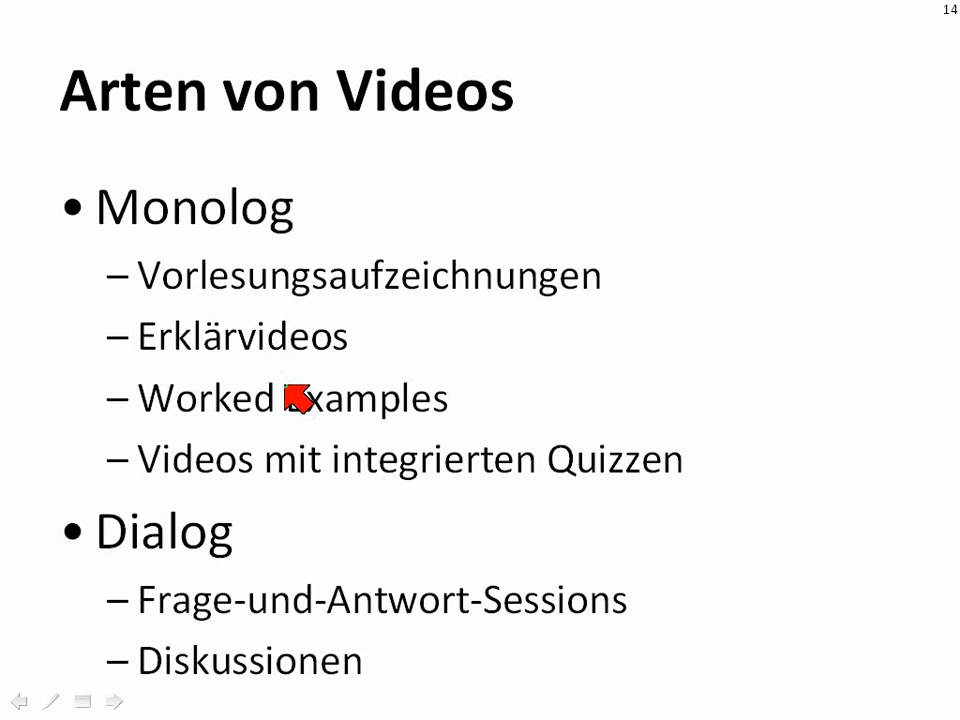 14
Arten von Videos
• Monolog
– Vorlesungsaufzeichnungen
– Erklärvideos
– Worked Examples
– Videos mit integrierten Quizzen
• Dialog
– Frage-und-Antwort-Sessions
– Diskussionen